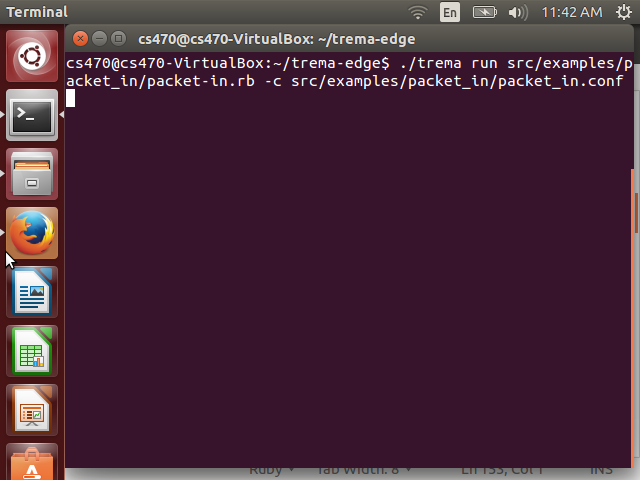 Terminal
En
11:42 AM
cs470@cs470-VirtualBox: ~/trema-edge
cs470@cs470-VirtualBox:~/trema-edge$ ./trema run src/examples/p
acket_in/packet-in.rb -c src/examples/packet_in/packet_in.conf
Ruby
Tab Width: 8
Ln 153, Col 1
INS